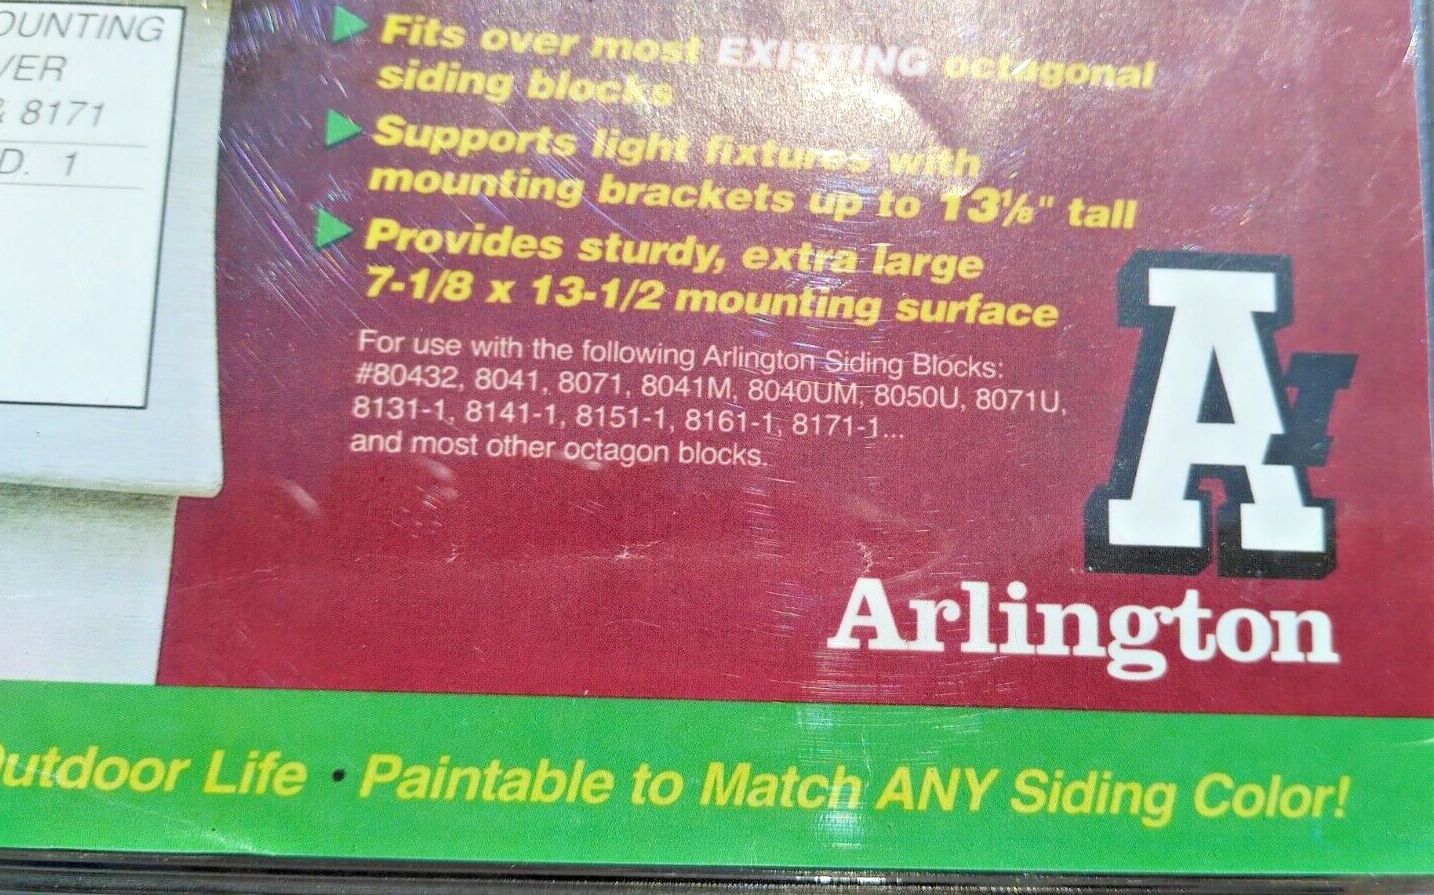 OUNTING
VER
& 8171
D. 1
Fits over most EXISTING octagonal
siding blocks
Supports light fixtures with
mounting brackets up to 13⅛" tall
Provides sturdy, extra large
7-1/8 x 13-1/2 mounting surface
For use with the following Arlington Siding Blocks:
#80432, 8041, 8071, 8041M, 8040UM, 8050U, 8071U,
8131-1, 8141-1, 8151-1, 8161-1, 8171-1...
and most other octagon blocks.
A
Arlington
Outdoor Life • Paintable to Match ANY Siding Color!